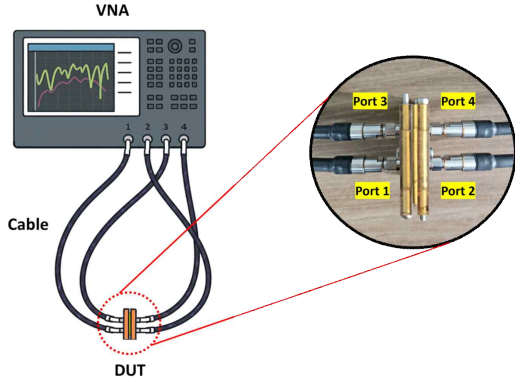 VNA
1 2 3 4
Cable
DUT
Port 3 Port 4
Port 1 Port 2